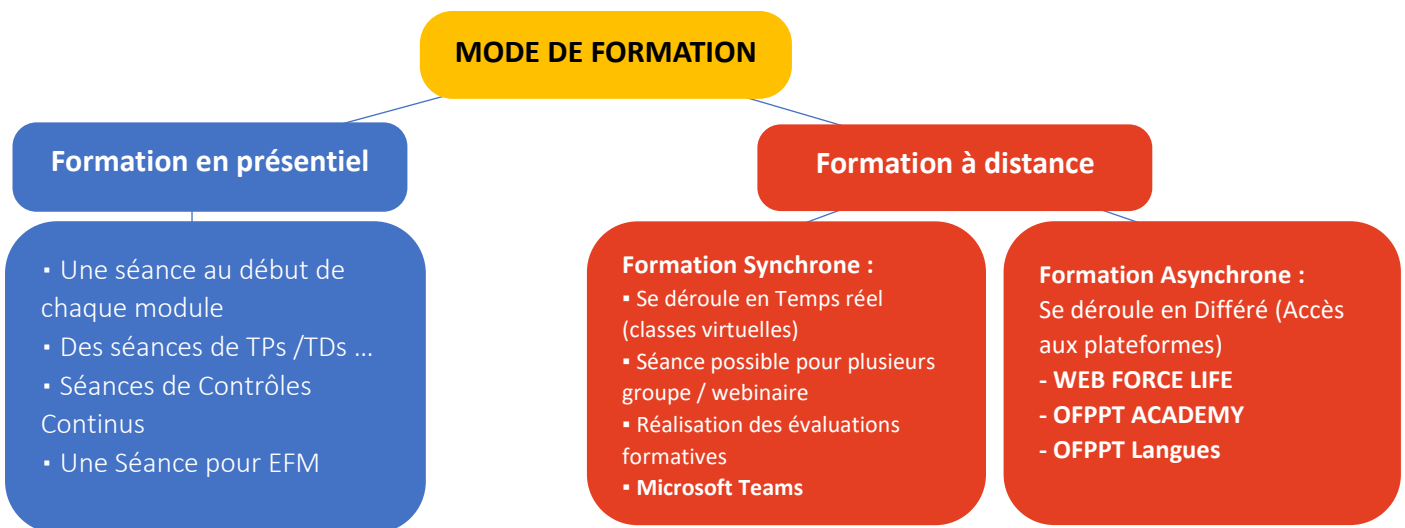 MODE DE FORMATION
Formation en présentiel
▪ Une séance au début de
chaque module
▪ Des séances de TPs /TDs ...
▪ Séances de Contrôles
Continus
▪ Une Séance pour EFM
Formation à distance
Formation Synchrone :
▪ Se déroule en Temps réel
(classes virtuelles)
▪ Séance possible pour plusieurs
groupe / webinaire
▪ Réalisation des évaluations
formatives
▪ Microsoft Teams
Formation Asynchrone :
Se déroule en Différé (Accès
aux plateformes)
- WEB FORCE LIFE
- OFPPT ACADEMY
- OFPPT Langues